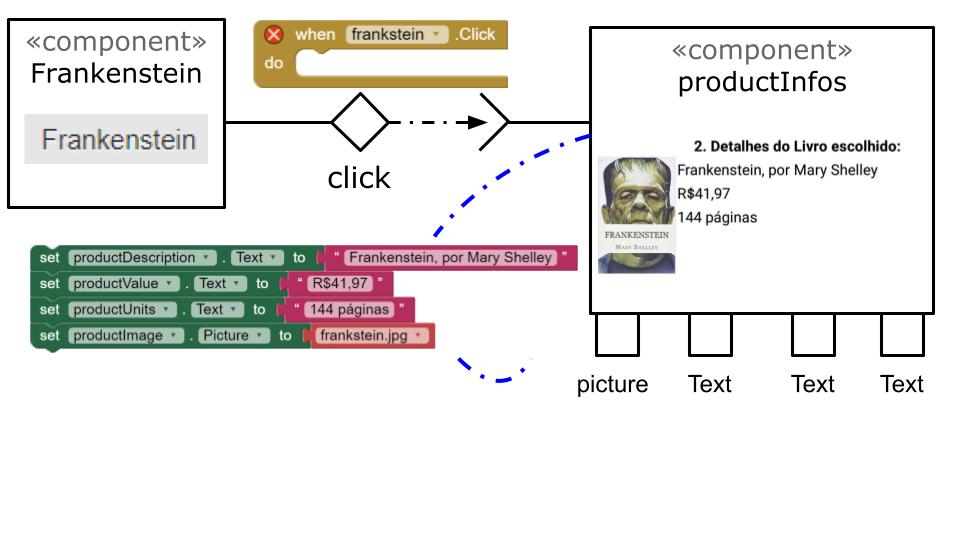 «component»
Frankenstein
Frankenstein
when frankstein .Click
do
click
«component»
productInfos
2. Detalhes do Livro escolhido:
Frankenstein, por Mary Shelley
R$41,97
144 páginas
FRANKENSTEIN
MARY SHELLEY
set productDescription . Text to " Frankenstein, por Mary Shelley "
set productValue . Text to " R$41,97 "
set productUnits . Text to " 144 páginas "
set productImage . Picture to frankstein.jpg
picture Text Text Text